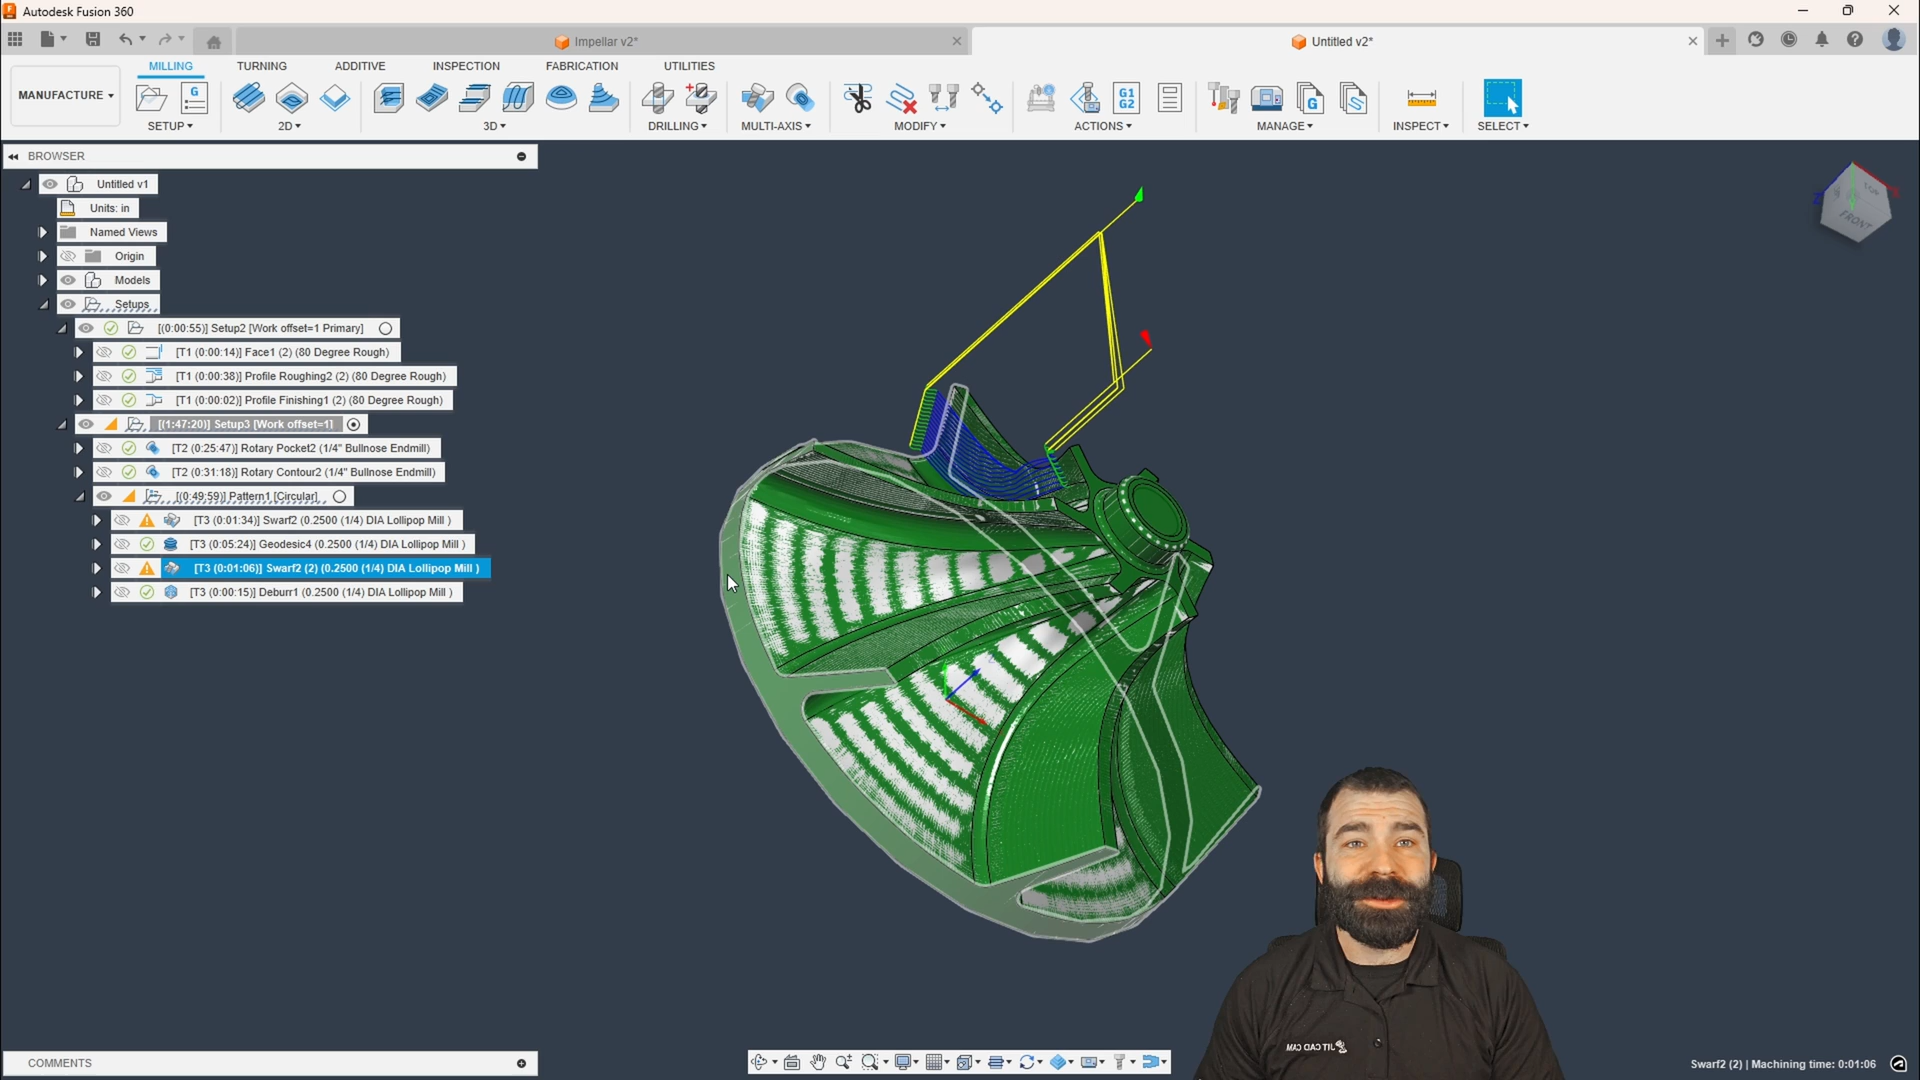 Autodesk Fusion 360
Impellar v2*
Untitled v2*
MANUFACTURE
MILLING TURNING ADDITIVE INSPECTION FABRICATION UTILITIES
G
G1
G2
G
SETUP 2D 3D DRILLING MULTI-AXIS MODIFY ACTIONS MANAGE INSPECT SELECT
BROWSER
Untitled v1
Units: in
Named Views
Origin
Models
Setups
[(0:00:55)] Setup2 [Work offset=1 Primary]
[T1 (0:00:14)] Face1 (2) (80 Degree Rough)
[T1 (0:00:38)] Profile Roughing2 (2) (80 Degree Rough)
[T1 (0:00:02)] Profile Finishing1 (2) (80 Degree Rough)
[(1:47:20)] Setup3 [Work offset=1]
[T2 (0:25:47)] Rotary Pocket2 (1/4" Bullnose Endmill)
[T2 (0:31:18)] Rotary Contour2 (1/4" Bullnose Endmill)
[(0:49:59)] Pattern1 [Circular]
[T3 (0:01:34)] Swarf2 (0.2500 (1/4) DIA Lollipop Mill )
[T3 (0:05:24)] Geodesic4 (0.2500 (1/4) DIA Lollipop Mill )
[T3 (0:01:06)] Swarf2 (2) (0.2500 (1/4) DIA Lollipop Mill )
[T3 (0:00:15)] Deburr1 (0.2500 (1/4) DIA Lollipop Mill )
Z
FRONT
JIT CAD CAM
COMMENTS
Swarf2 (2) | Machining time: 0:01:06